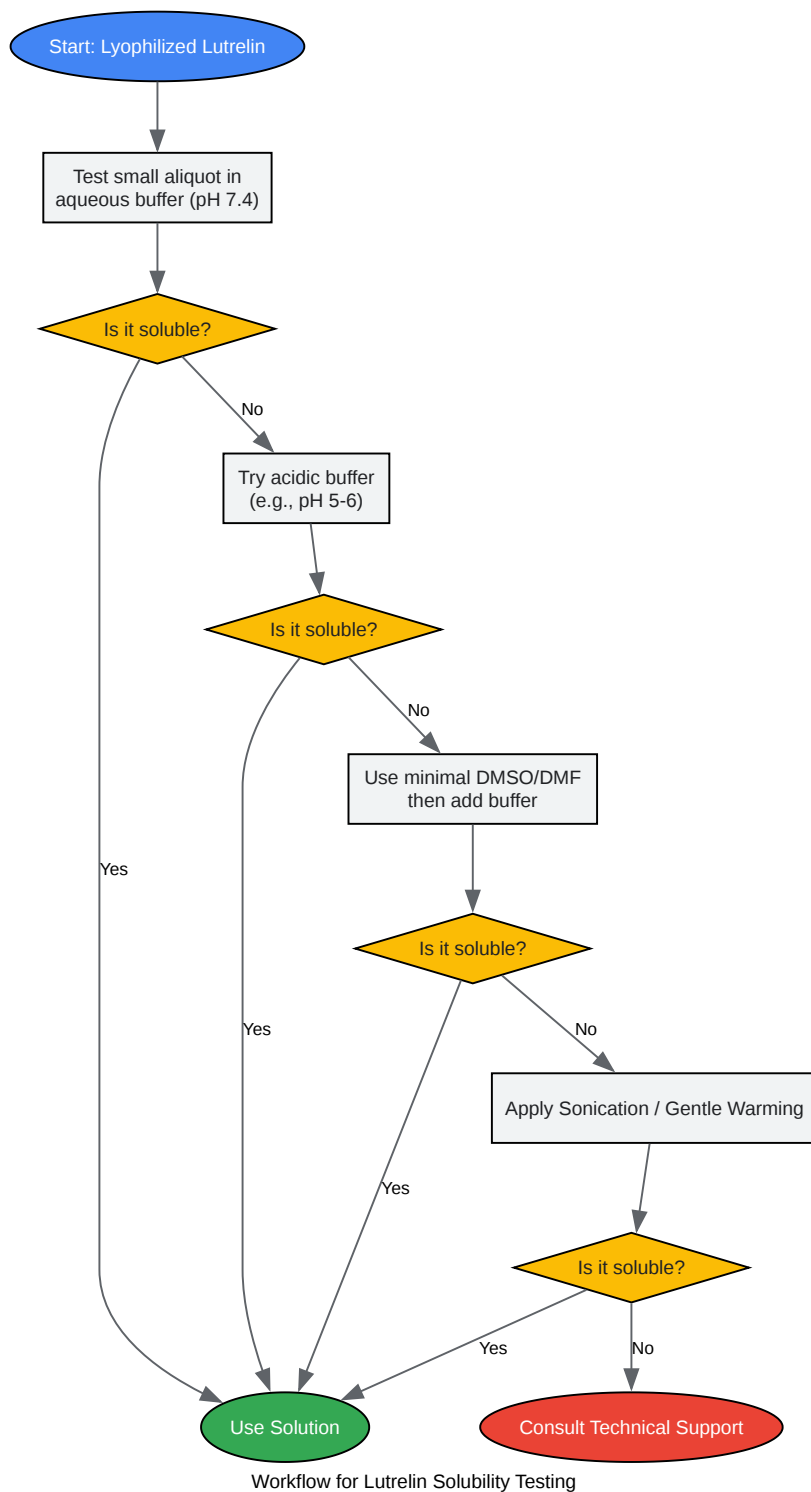 Start: Lyophilized Lutrelin
Test small aliquot in
aqueous buffer (pH 7.4)
Is it soluble?
No
Try acidic buffer
(e.g., pH 5-6)
Is it soluble?
No
Use minimal DMSO/DMF
then add buffer
Yes
Is it soluble?
Yes
No
Apply Sonication / Gentle Warming
Yes
Is it soluble?
Yes
No
Use Solution
Consult Technical Support
Workflow for Lutrelin Solubility Testing